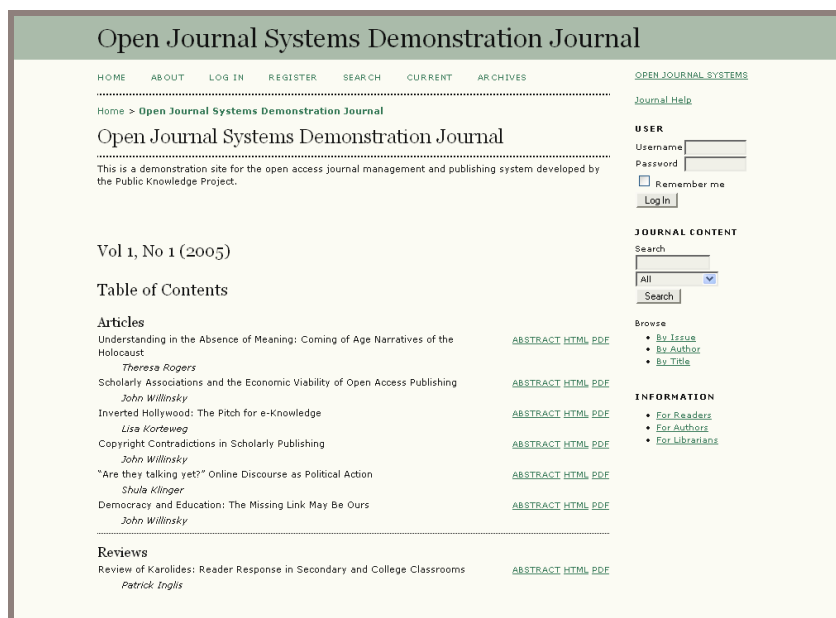 Open Journal Systems Demonstration Journal
HOME ABOUT LOG IN REGISTER SEARCH CURRENT ARCHIVES
Home > Open Journal Systems Demonstration Journal
Open Journal Systems Demonstration Journal
This is a demonstration site for the open access journal management and publishing system developed by
the Public Knowledge Project.
Vol 1, No 1 (2005)
Table of Contents
Articles
Understanding in the Absence of Meaning: Coming of Age Narratives of the ABSTRACT HTML PDF
Holocaust
Theresa Rogers
Scholarly Associations and the Economic Viability of Open Access Publishing ABSTRACT HTML PDF
John Willinsky
Inverted Hollywood: The Pitch for e-Knowledge ABSTRACT HTML PDF
Lisa Korteweg
Copyright Contradictions in Scholarly Publishing ABSTRACT HTML PDF
John Willinsky
“Are they talking yet?” Online Discourse as Political Action ABSTRACT HTML PDF
Shula Klinger
Democracy and Education: The Missing Link May Be Ours ABSTRACT HTML PDF
John Willinsky
Reviews
Review of Karolides: Reader Response in Secondary and College Classrooms ABSTRACT HTML PDF
Patrick Inglis
OPEN JOURNAL SYSTEMS
Journal Help
USER
Username
Password
Remember me
Log In
JOURNAL CONTENT
Search
All
Search
Browse
By Issue
By Author
By Title
INFORMATION
For Readers
For Authors
For Librarians